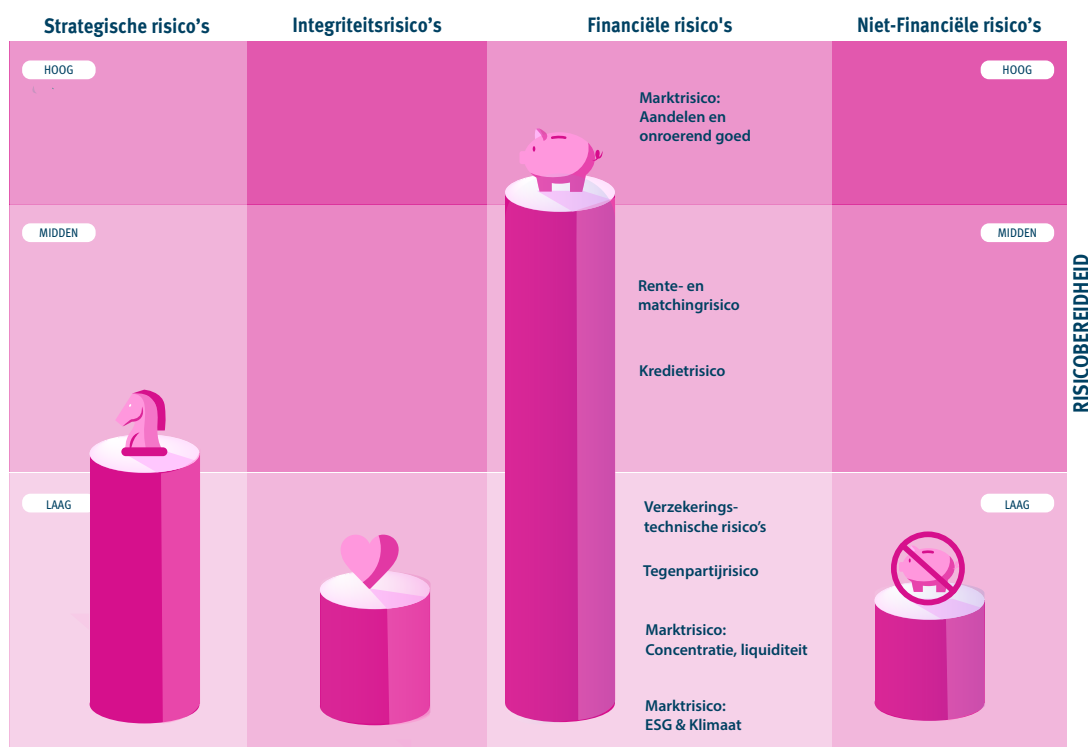 Strategische risico’s
Integriteitsrisico’s
Financiële risico's
Niet-Financiële risico’s
HOOG
HOOG
Marktrisico:
Aandelen en
onroerend goed
MIDDEN
MIDDEN
RISICOBEREIDHEID
Rente- en
matchingrisico
Kredietrisico
LAAG
LAAG
Verzekerings-
technische risico’s
Tegenpartijrisico
Marktrisico:
Concentratie, liquiditeit
Marktrisico:
ESG & Klimaat